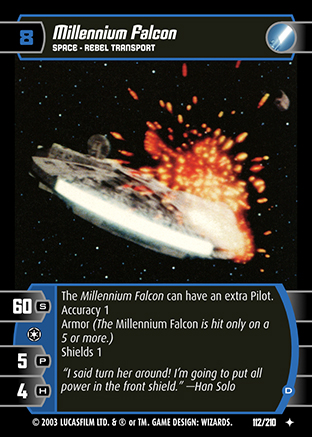 8
Millennium Falcon
SPACE - REBEL TRANSPORT
60 S
5 P
4 H
The Millennium Falcon can have an extra Pilot.
Accuracy 1
Armor (The Millennium Falcon is hit only on a
5 or more.)
Shields 1
“I said turn her around! I’m going to put all
power in the front shield.” —Han Solo
D
© 2003 LUCASFILM LTD. & ® or TM. GAME DESIGN: WIZARDS.
112/210